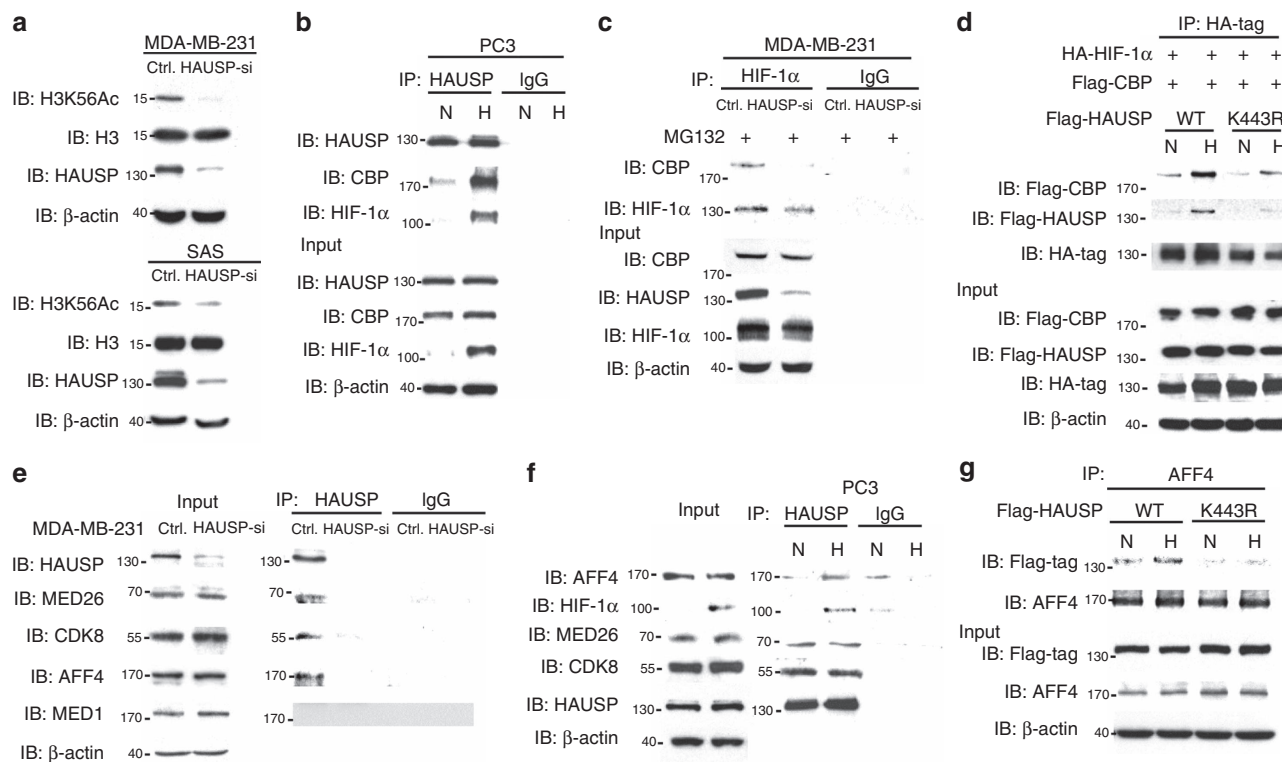 a
MDA-MB-231
Ctrl. HAUSP-si
IB: H3K56Ac 15
IB: H3 15
IB: HAUSP 130
IB: β-actin 40
SAS
Ctrl. HAUSP-si
IB: H3K56Ac 15
IB: H3 15
IB: HAUSP 130
IB: β-actin 40
b
PC3
IP: HAUSP IgG
N H N H
IB: HAUSP 130
IB: CBP 170
IB: HIF-1α 100
Input
IB: HAUSP 130
IB: CBP 170
IB: HIF-1α 100
IB: β-actin 40
c
MDA-MB-231
IP: HIF-1α IgG
Ctrl. HAUSP-si Ctrl. HAUSP-si
MG132 + + + +
IB: CBP 170
IB: HIF-1α 130
Input
IB: CBP 170
IB: HAUSP 130
IB: HIF-1α 100
IB: β-actin 40
d
IP: HA-tag
HA-HIF-1α + + + +
Flag-CBP + + + +
Flag-HAUSP WT K443R
N H N H
IB: Flag-CBP 170
IB: Flag-HAUSP 130
IB: HA-tag 130
Input
IB: Flag-CBP 170
IB: Flag-HAUSP 130
IB: HA-tag 130
IB: β-actin 40
e
Input IP: HAUSP IgG
MDA-MB-231 Ctrl. HAUSP-si Ctrl. HAUSP-si Ctrl. HAUSP-si
IB: HAUSP 130 130
IB: MED26 70 70
IB: CDK8 55 55
IB: AFF4 170 170
IB: MED1 170 170
IB: β-actin 40
f
PC3
Input IP: HAUSP IgG
N H N H
IB: AFF4 170 170
IB: HIF-1α 100 100
IB: MED26 70 70
IB: CDK8 55 55
IB: HAUSP 130 130
IB: β-actin 40
g
IP: AFF4
Flag-HAUSP WT K443R
N H N H
IB: Flag-tag 130
IB: AFF4 170
Input
IB: Flag-tag 130
IB: AFF4 170
IB: β-actin 40